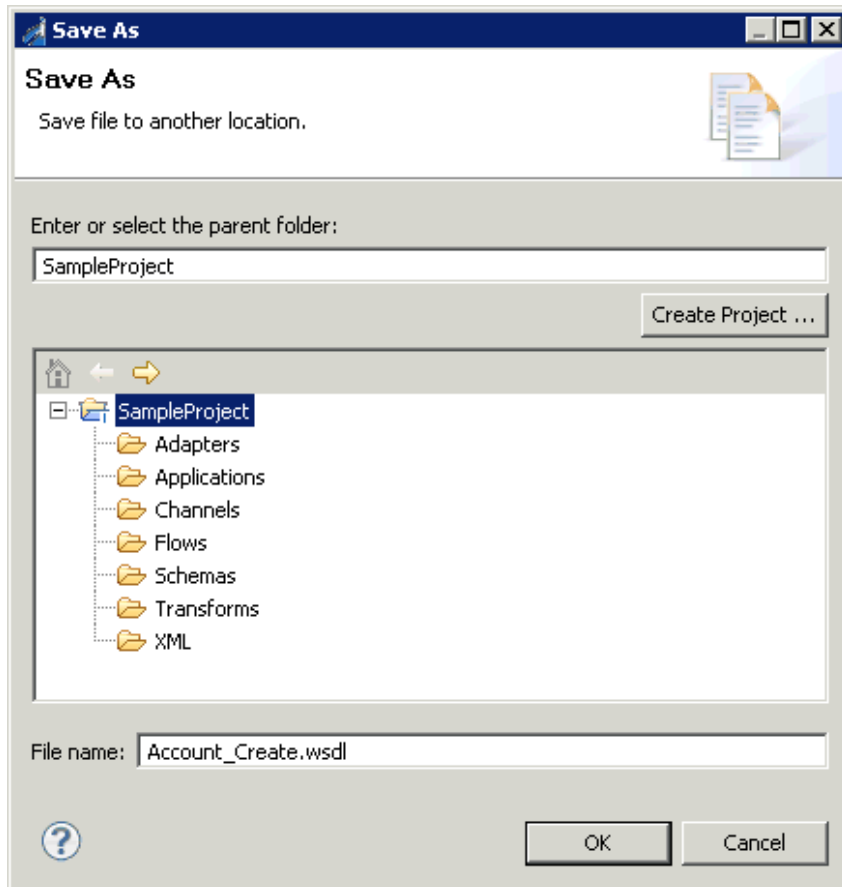 Save As
Save As
Save file to another location.
Enter or select the parent folder:
SampleProject
Create Project ...
SampleProject
Adapters
Applications
Channels
Flows
Schemas
Transforms
XML
File name: Account_Create.wsdl
? OK Cancel